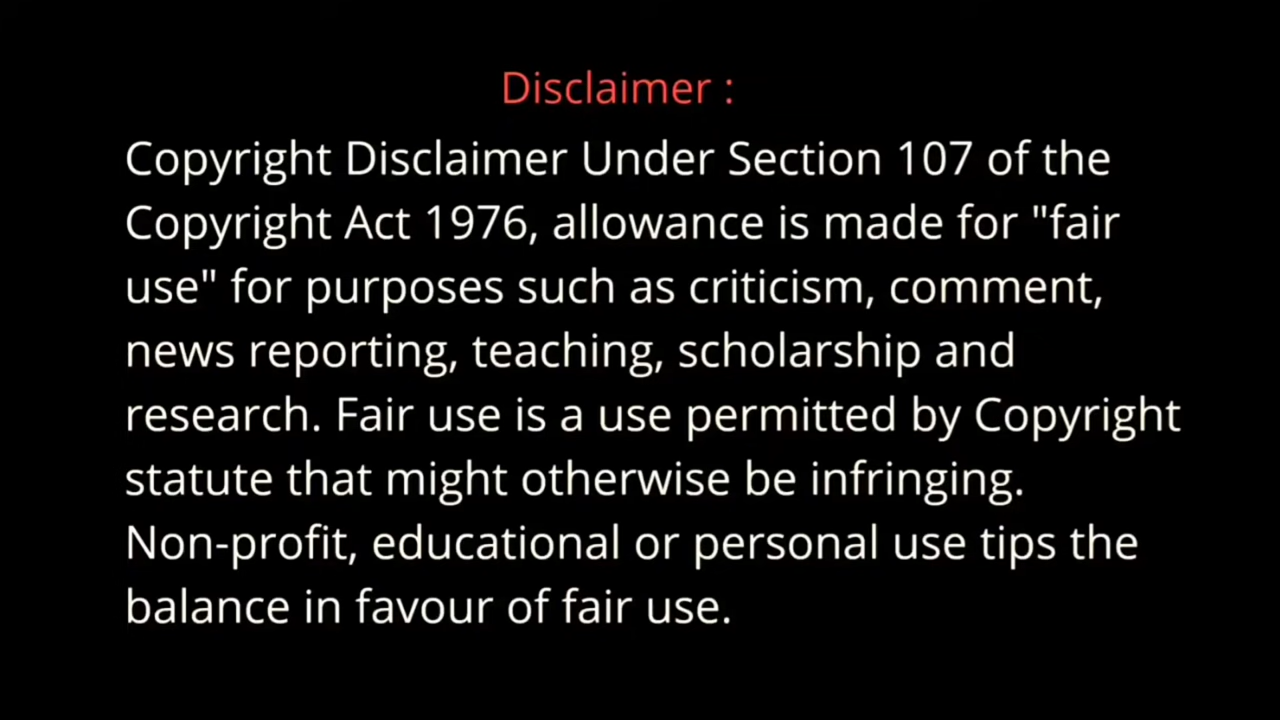 Disclaimer :
Copyright Disclaimer Under Section 107 of the
Copyright Act 1976, allowance is made for "fair
use" for purposes such as criticism, comment,
news reporting, teaching, scholarship and
research. Fair use is a use permitted by Copyright
statute that might otherwise be infringing.
Non-profit, educational or personal use tips the
balance in favour of fair use.